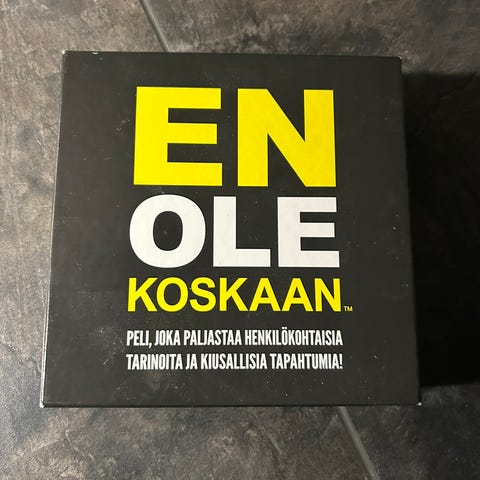 EN
OLE
KOSKAAN™
PELI, JOKA PALJASTAA HENKILÖKOHTAISIA
TARINOITA JA KIUSALLISIA TAPAHTUMIA!